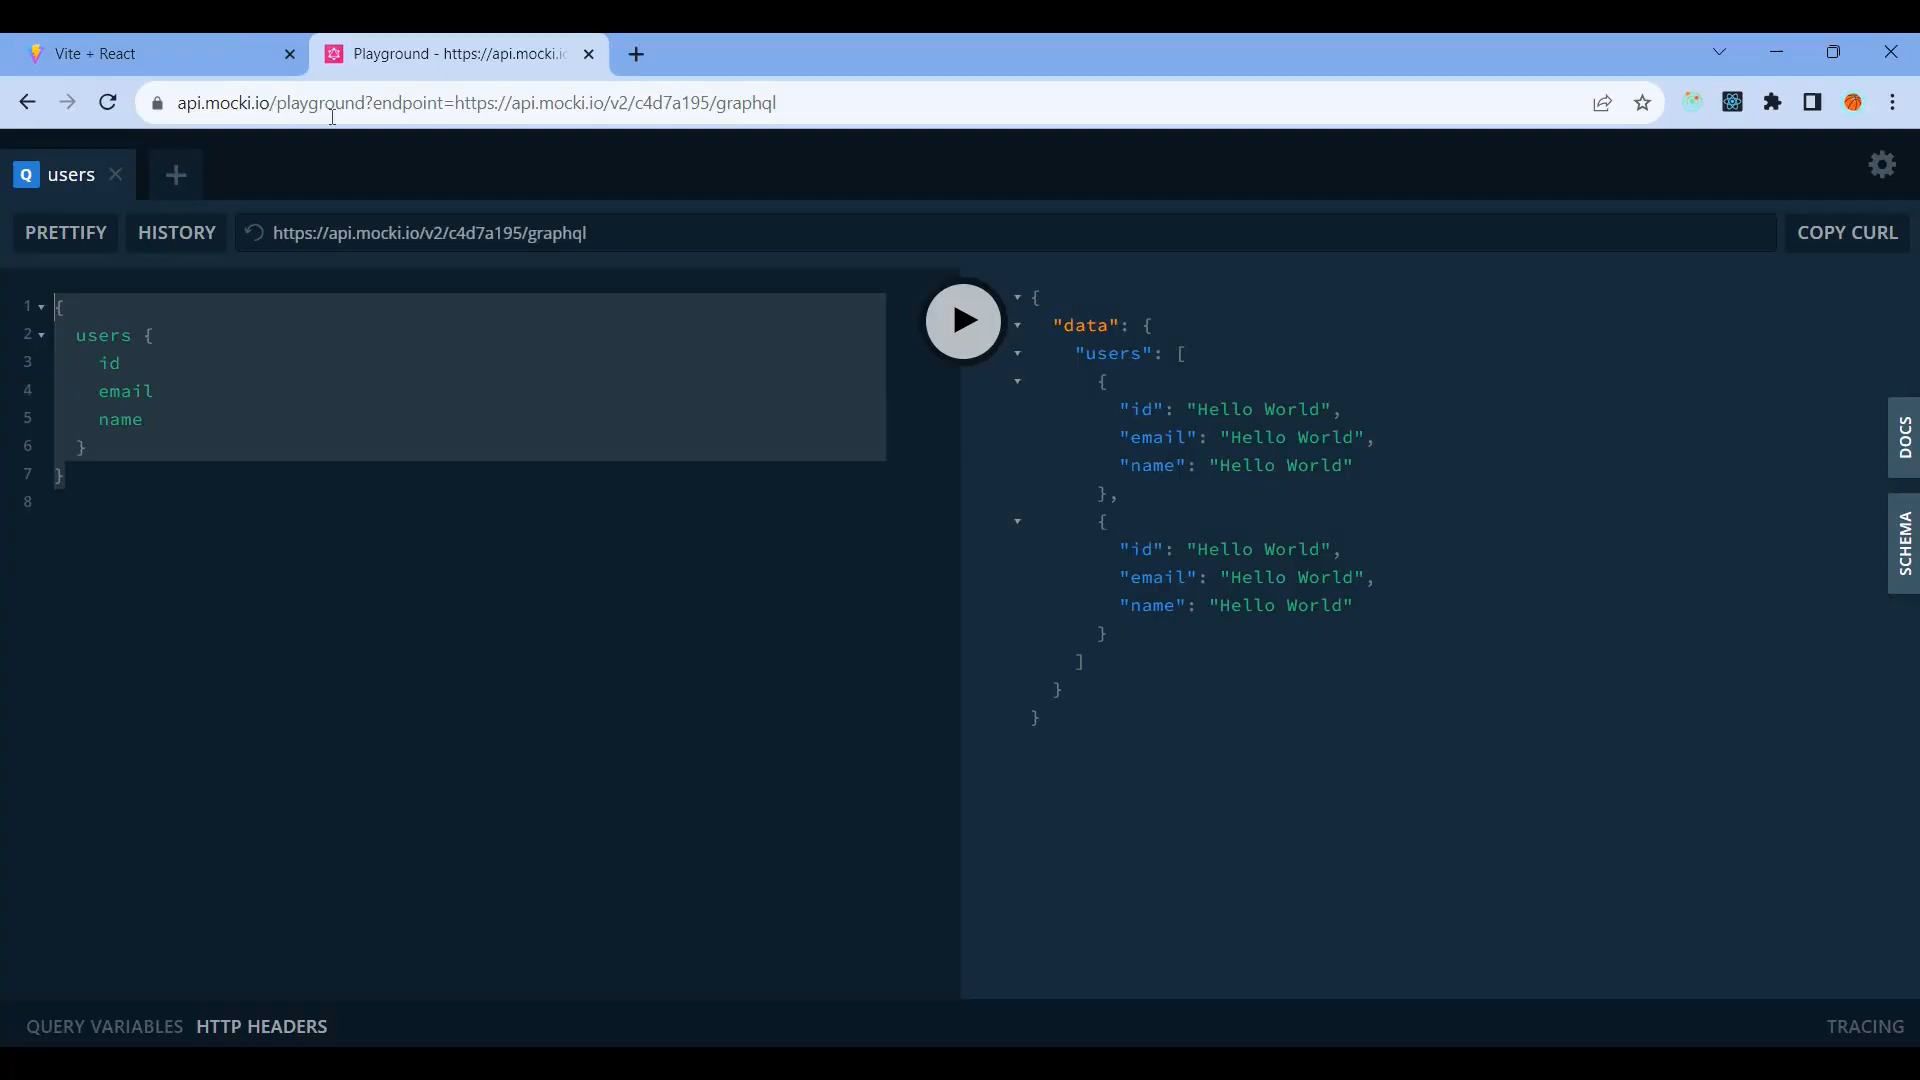 Vite + React
Playground - https://api.mocki.io
api.mocki.io/playground?endpoint=https://api.mocki.io/v2/c4d7a195/graphql
Q users
PRETTIFY HISTORY https://api.mocki.io/v2/c4d7a195/graphql COPY CURL
1 {
2 users {
3 id
4 email
5 name
6 }
7 }
8
{
"data": {
"users": [
{
"id": "Hello World",
"email": "Hello World",
"name": "Hello World"
},
{
"id": "Hello World",
"email": "Hello World",
"name": "Hello World"
}
]
}
}
DOCS
SCHEMA
QUERY VARIABLES HTTP HEADERS TRACING